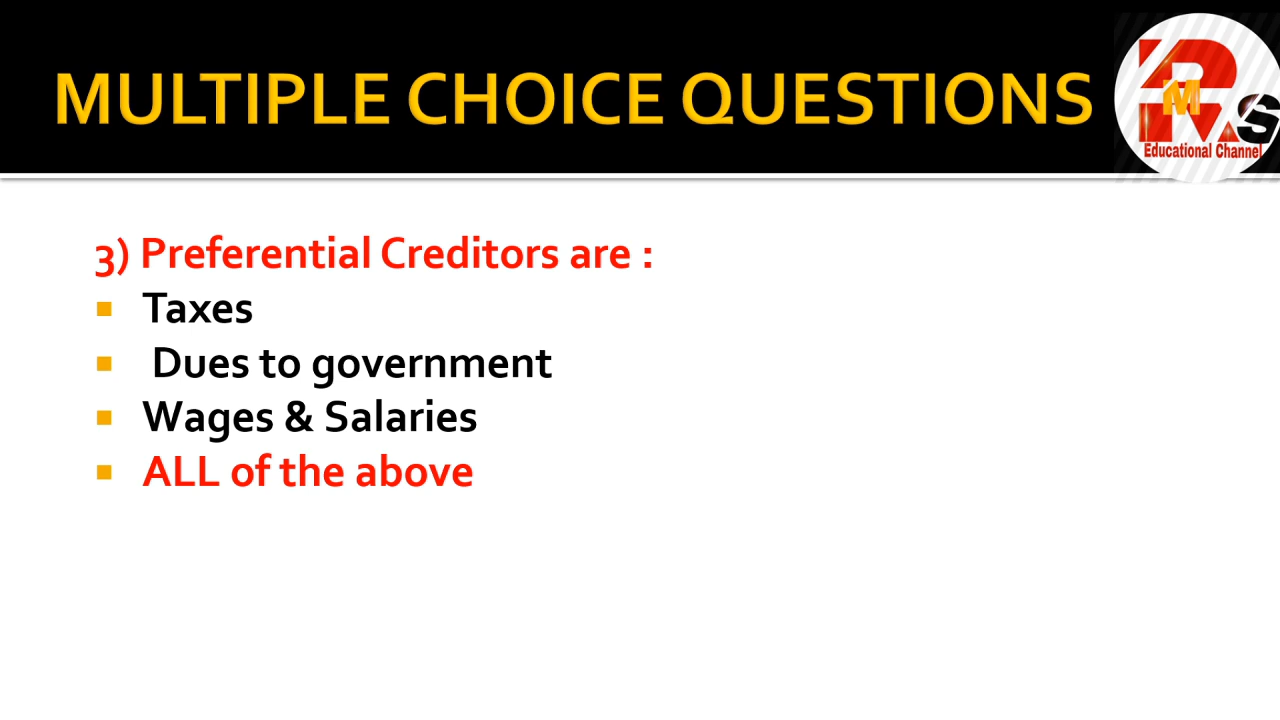 MULTIPLE CHOICE QUESTIONS
M
S
Educational Channel
3) Preferential Creditors are :
Taxes
Dues to government
Wages & Salaries
ALL of the above